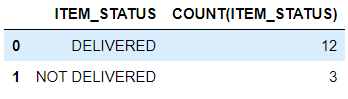 ITEM_STATUS COUNT(ITEM_STATUS)
0 DELIVERED 12
1 NOT DELIVERED 3